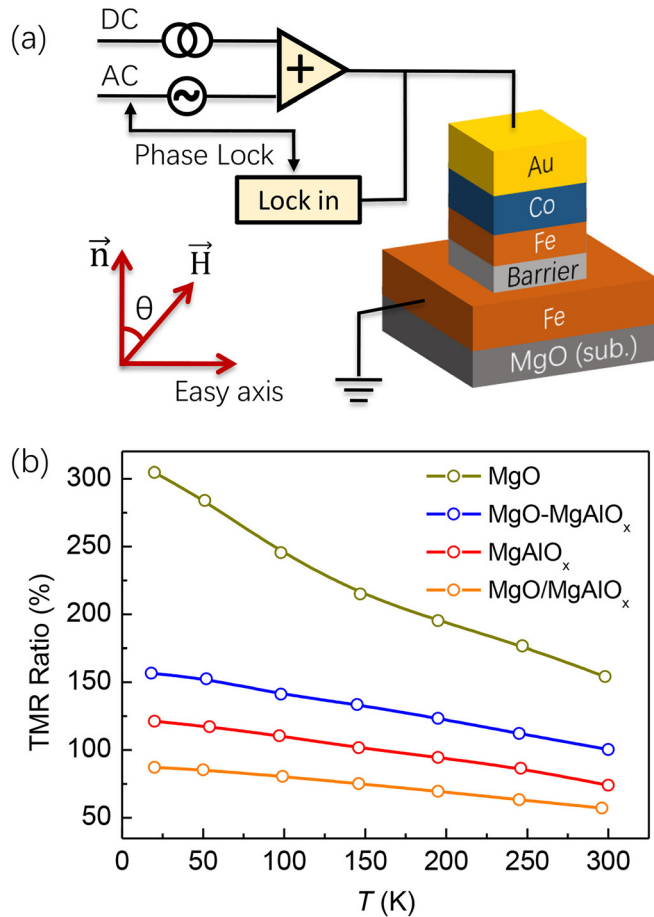 (a)
DC
AC
+
~
Phase Lock
Lock in
Au
Co
Fe
Barrier
Fe
MgO (sub.)
n⃗
H⃗
θ
Easy axis
(b)
TMR Ratio (%)
300
250
200
150
100
50
MgO
MgO-MgAlOₓ
MgAlOₓ
MgO/MgAlOₓ
0 50 100 150 200 250 300
T (K)